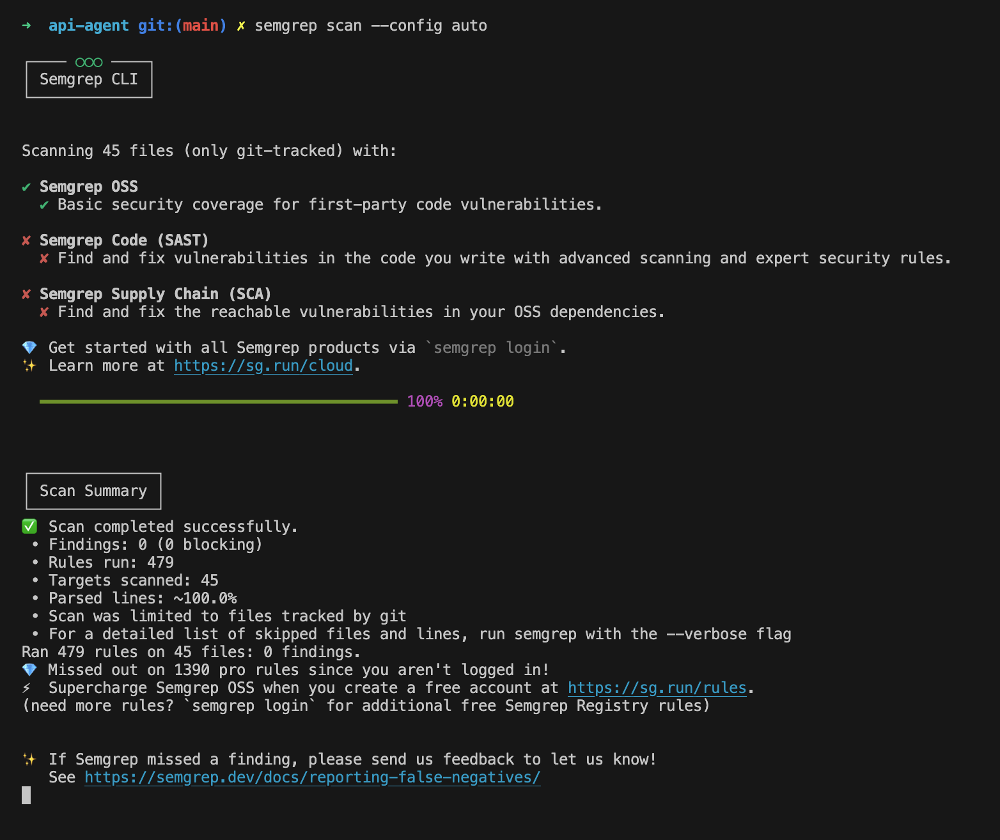 ➜  api-agent git:(main) ✗ semgrep scan --config auto
○○○
Semgrep CLI
Scanning 45 files (only git-tracked) with:
✔ Semgrep OSS
✔ Basic security coverage for first-party code vulnerabilities.
✘ Semgrep Code (SAST)
✘ Find and fix vulnerabilities in the code you write with advanced scanning and expert security rules.
✘ Semgrep Supply Chain (SCA)
✘ Find and fix the reachable vulnerabilities in your OSS dependencies.
💎 Get started with all Semgrep products via `semgrep login`.
✨ Learn more at https://sg.run/cloud.
100% 0:00:00
Scan Summary
✅ Scan completed successfully.
• Findings: 0 (0 blocking)
• Rules run: 479
• Targets scanned: 45
• Parsed lines: ~100.0%
• Scan was limited to files tracked by git
• For a detailed list of skipped files and lines, run semgrep with the --verbose flag
Ran 479 rules on 45 files: 0 findings.
💎 Missed out on 1390 pro rules since you aren't logged in!
⚡ Supercharge Semgrep OSS when you create a free account at https://sg.run/rules.
(need more rules? `semgrep login` for additional free Semgrep Registry rules)
✨ If Semgrep missed a finding, please send us feedback to let us know!
See https://semgrep.dev/docs/reporting-false-negatives/